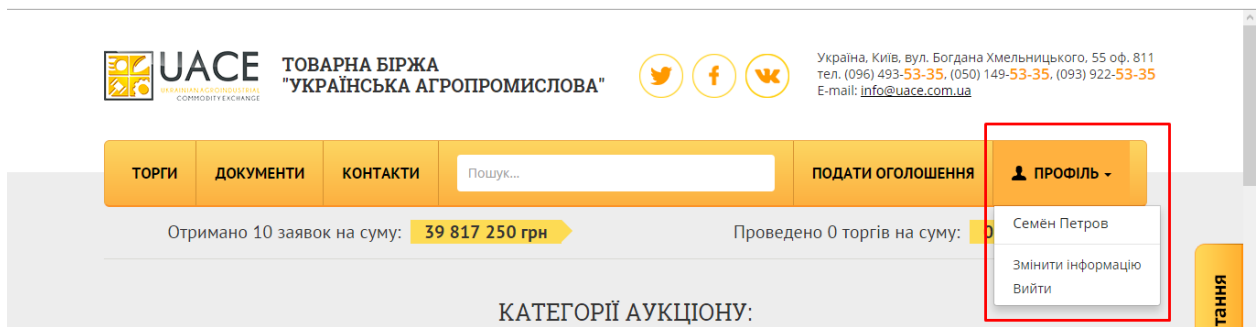 UACE
UKRAINIAN AGROINDUSTRIAL
COMMODITY EXCHANGE
ТОВАРНА БІРЖА
"УКРАЇНСЬКА АГРОПРОМИСЛОВА"
Україна, Київ, вул. Богдана Хмельницького, 55 оф. 811
тел. (096) 493-53-35, (050) 149-53-35, (093) 922-53-35
E-mail: info@uace.com.ua
ТОРГИ ДОКУМЕНТИ КОНТАКТИ Пошук... ПОДАТИ ОГОЛОШЕННЯ ПРОФІЛЬ
Отримано 10 заявок на суму: 39 817 250 грн Проведено 0 торгів на суму: 0
Семён Петров
Змінити інформацію
Вийти
КАТЕГОРІЇ АУКЦІОНУ: